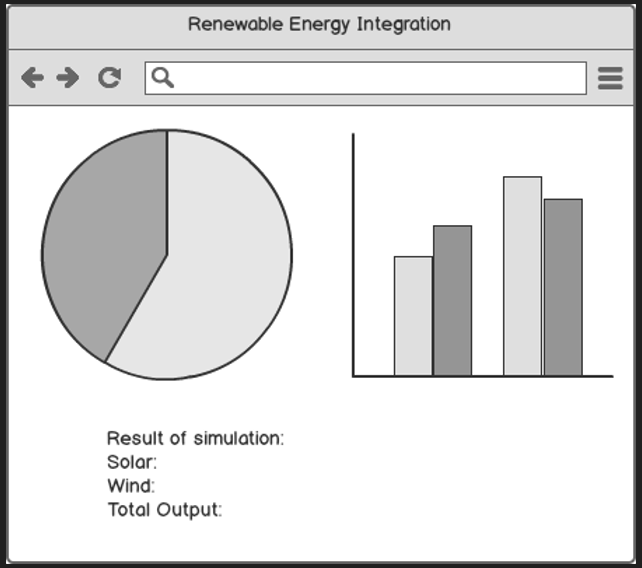 Renewable Energy Integration
Result of simulation:
Solar:
Wind:
Total Output: